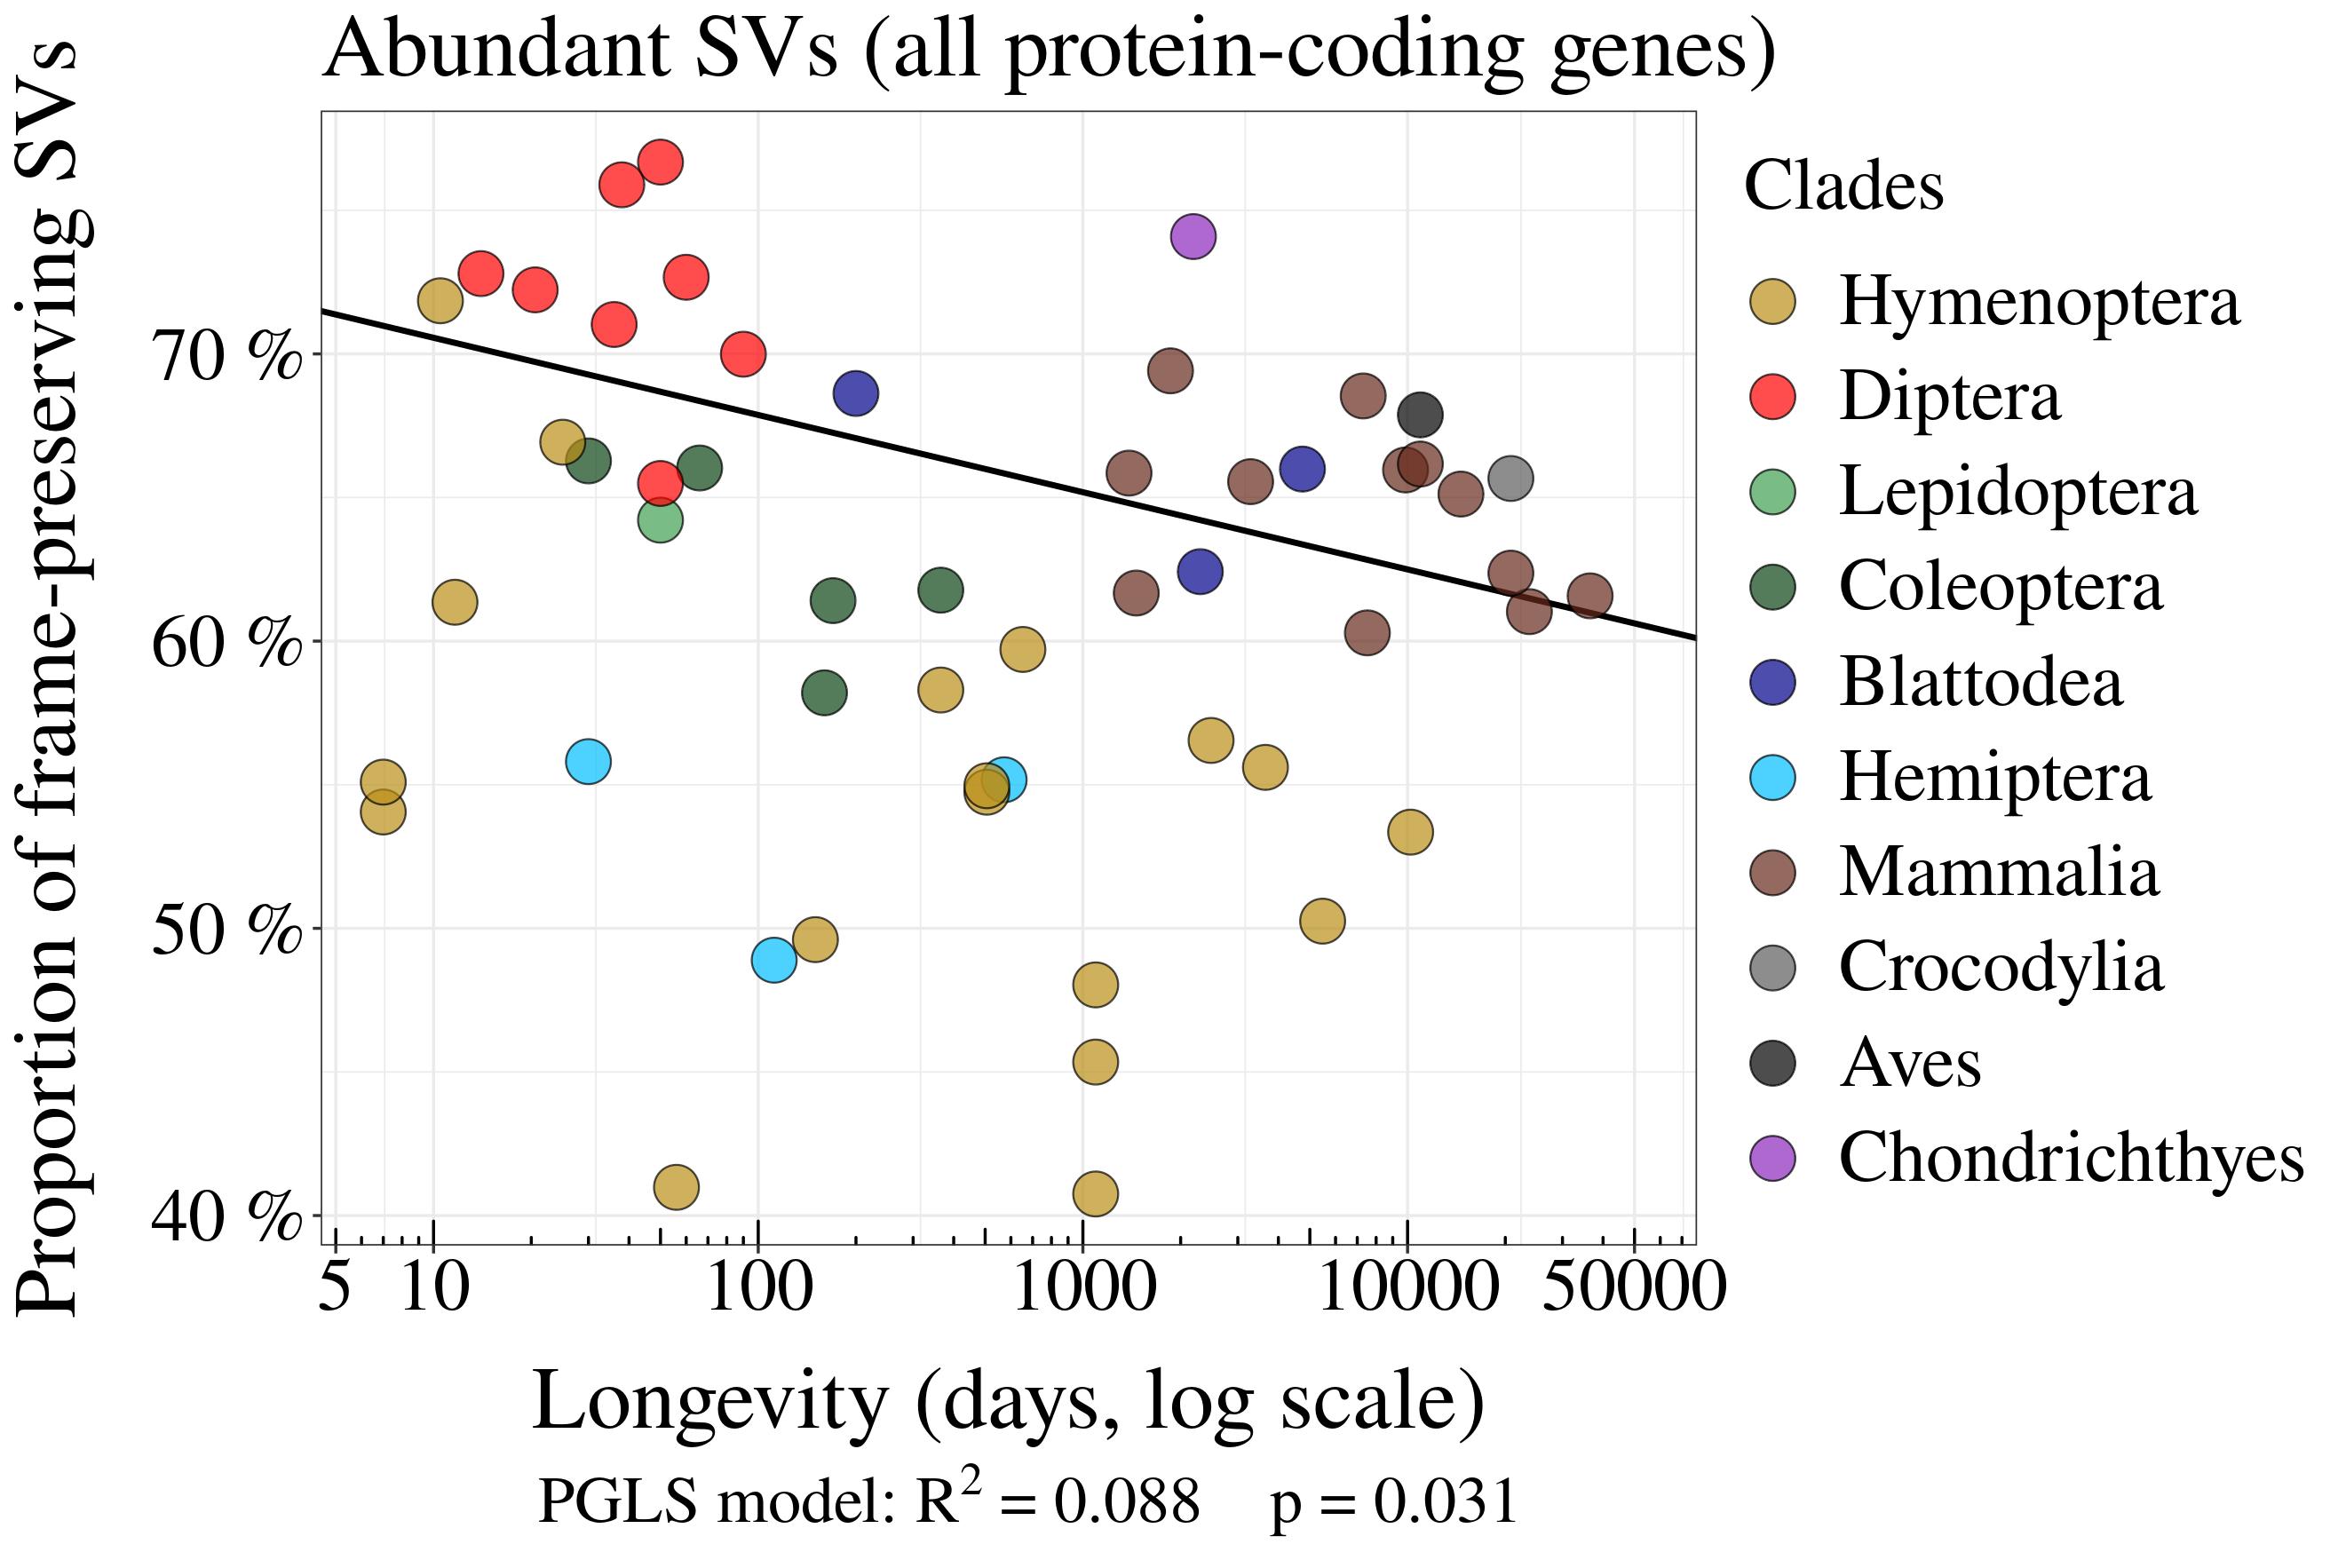 Abundant SVs (all protein-coding genes)
Proportion of frame-preserving SVs
70 %
60 %
50 %
40 %
5 10 100 1000 10000 50000
Longevity (days, log scale)
PGLS model: R² = 0.088 p = 0.031
Clades
Hymenoptera
Diptera
Lepidoptera
Coleoptera
Blattodea
Hemiptera
Mammalia
Crocodylia
Aves
Chondrichthyes